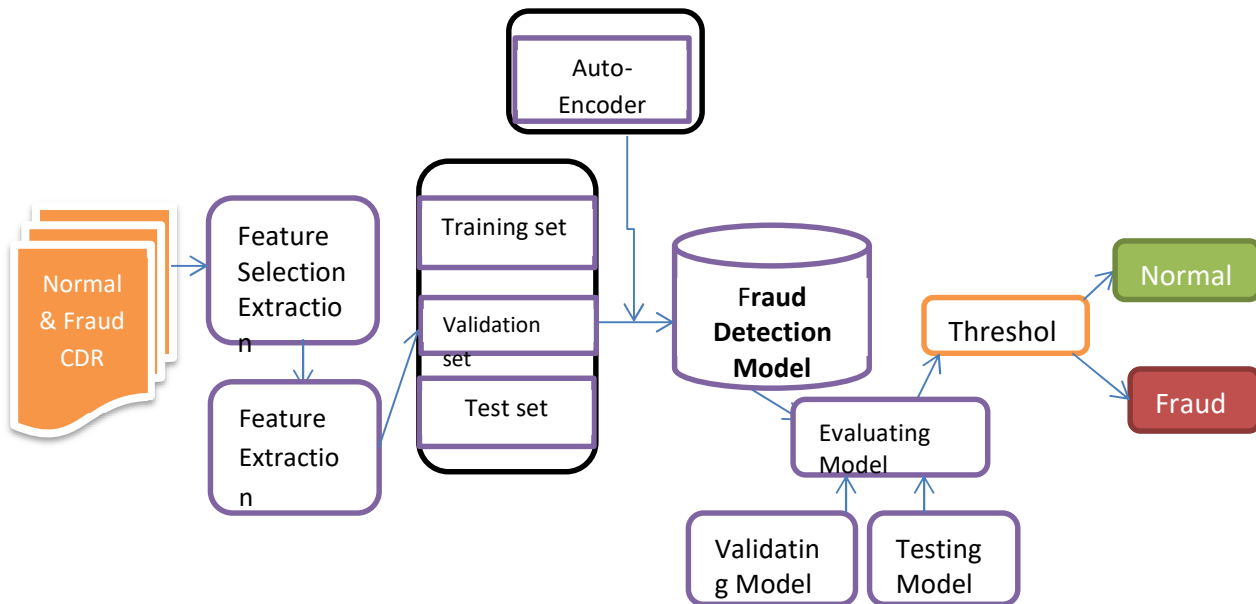 Auto-
Encoder
Normal
& Fraud
CDR
Feature
Selection
Extractio
n
Feature
Extractio
n
Training set
Validation
set
Test set
Fraud
Detection
Model
Evaluating
Model
Validatin
g Model
Testing
Model
Threshol
Normal
Fraud